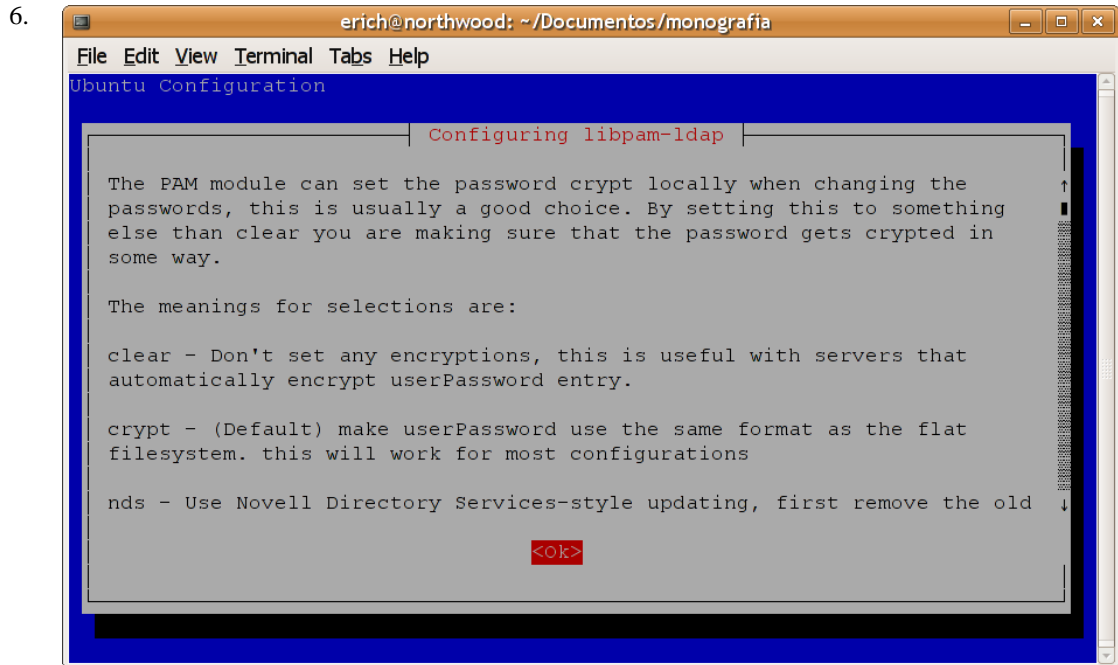 6.
erich@northwood: ~/Documentos/monografia
File Edit View Terminal Tabs Help
Ubuntu Configuration
Configuring libpam-ldap
The PAM module can set the password crypt locally when changing the
passwords, this is usually a good choice. By setting this to something
else than clear you are making sure that the password gets crypted in
some way.
The meanings for selections are:
clear - Don't set any encryptions, this is useful with servers that
automatically encrypt userPassword entry.
crypt - (Default) make userPassword use the same format as the flat
filesystem. this will work for most configurations
nds - Use Novell Directory Services-style updating, first remove the old
<Ok>